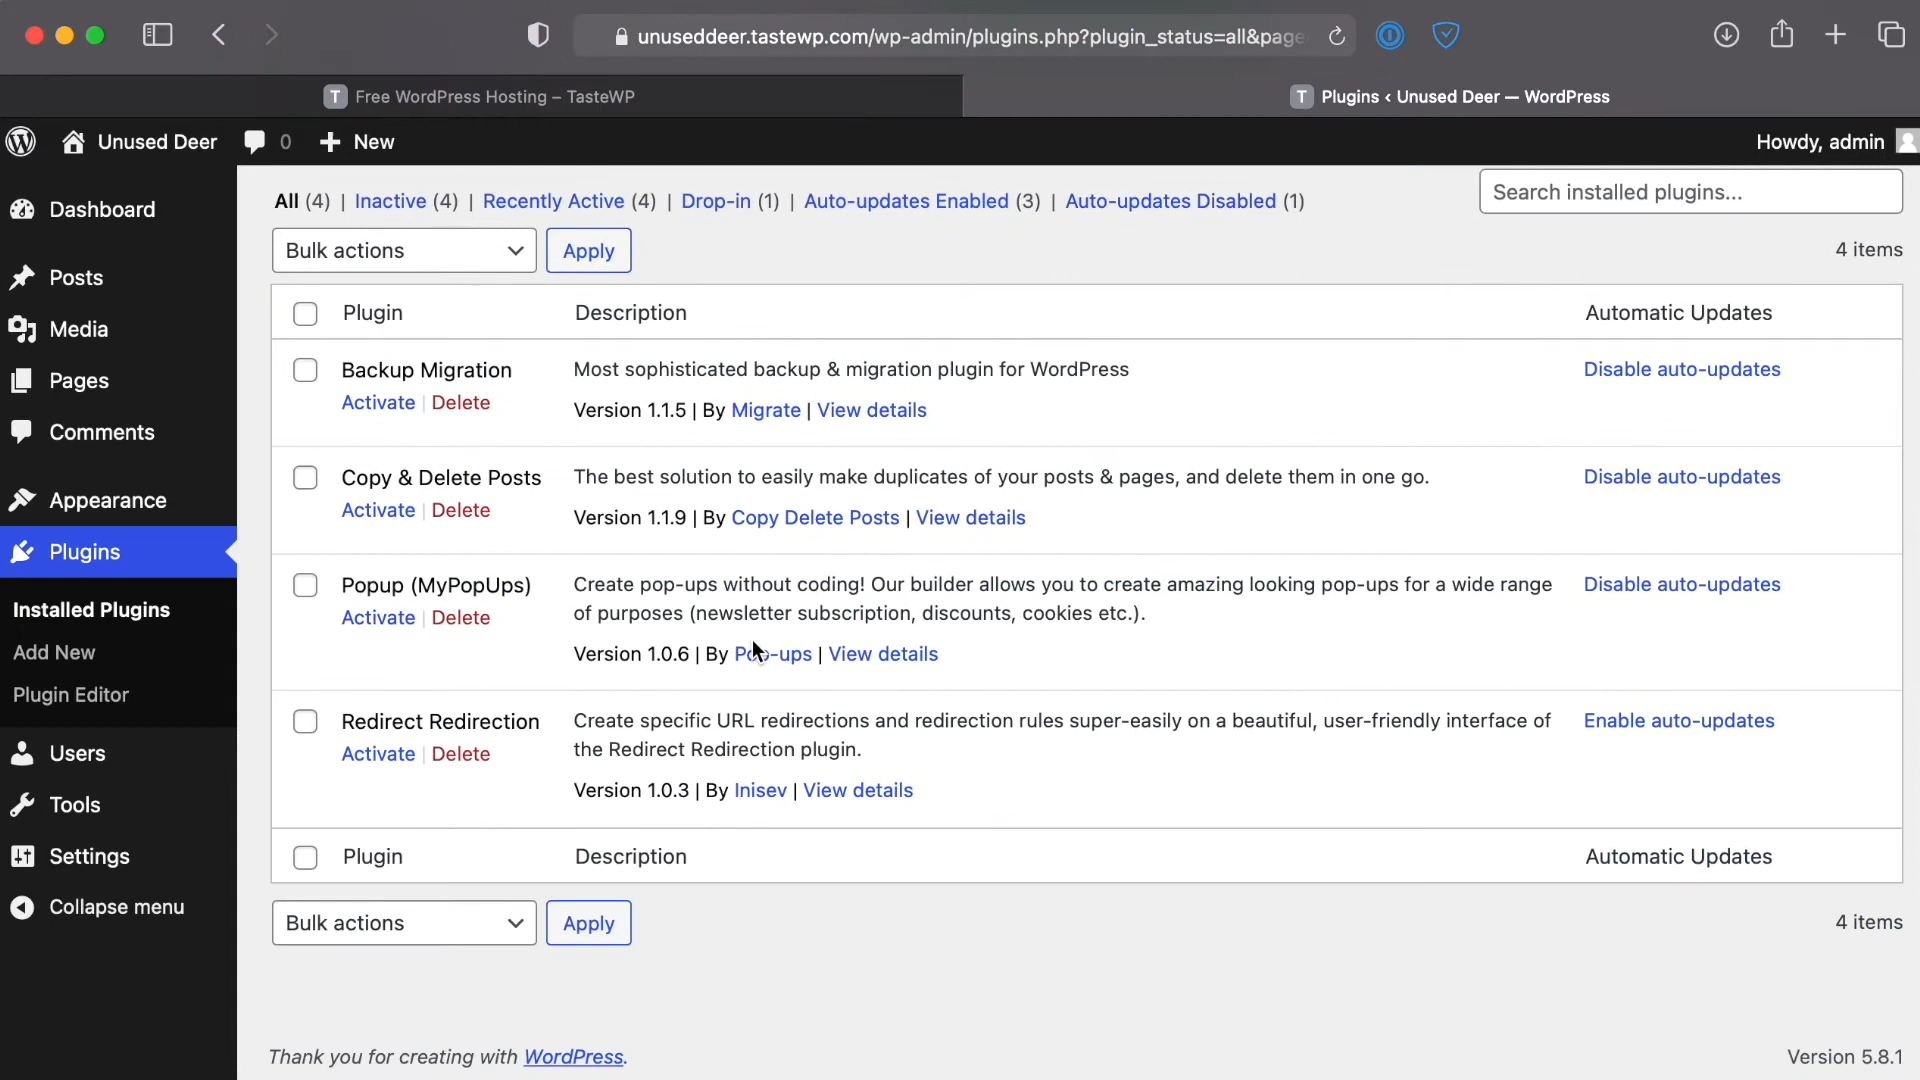 unuseddeer.tastewp.com/wp-admin/plugins.php?plugin_status=all&page
T Free WordPress Hosting – TasteWP
T Plugins ‹ Unused Deer — WordPress
Unused Deer 0 New
Howdy, admin
Dashboard
Posts
Media
Pages
Comments
Appearance
Plugins
Installed Plugins
Add New
Plugin Editor
Users
Tools
Settings
Collapse menu
All (4) | Inactive (4) | Recently Active (4) | Drop-in (1) | Auto-updates Enabled (3) | Auto-updates Disabled (1)
Search installed plugins...
Bulk actions Apply
4 items
Plugin Description Automatic Updates
Backup Migration
Activate | Delete
Most sophisticated backup & migration plugin for WordPress
Version 1.1.5 | By Migrate | View details
Disable auto-updates
Copy & Delete Posts
Activate | Delete
The best solution to easily make duplicates of your posts & pages, and delete them in one go.
Version 1.1.9 | By Copy Delete Posts | View details
Disable auto-updates
Popup (MyPopUps)
Activate | Delete
Create pop-ups without coding! Our builder allows you to create amazing looking pop-ups for a wide range
of purposes (newsletter subscription, discounts, cookies etc.).
Version 1.0.6 | By Pop-ups | View details
Disable auto-updates
Redirect Redirection
Activate | Delete
Create specific URL redirections and redirection rules super-easily on a beautiful, user-friendly interface of
the Redirect Redirection plugin.
Version 1.0.3 | By Inisev | View details
Enable auto-updates
Plugin Description Automatic Updates
Bulk actions Apply
4 items
Thank you for creating with WordPress.
Version 5.8.1